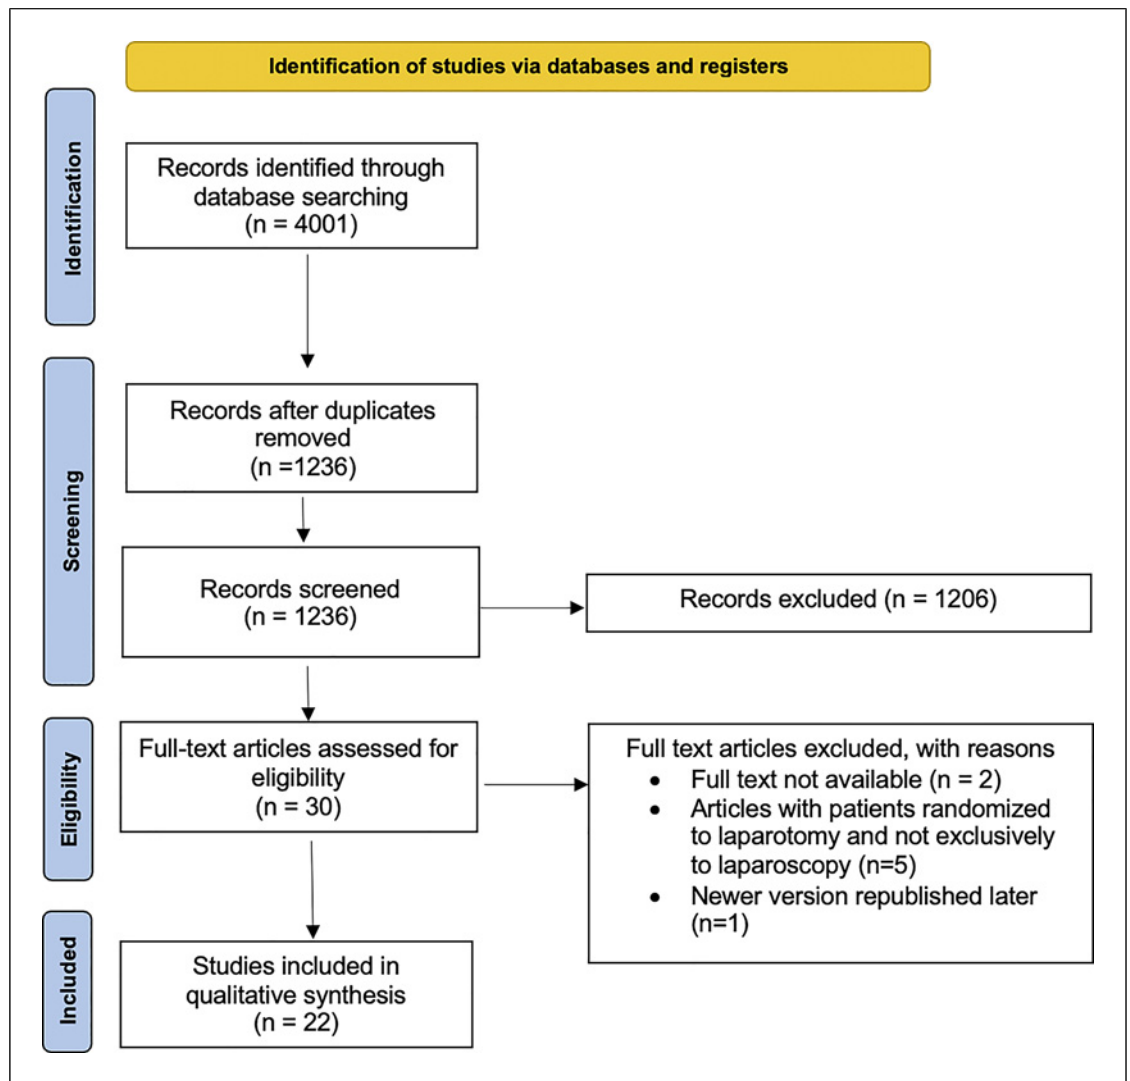 Identification of studies via databases and registers
Identification
Records identified through
database searching
(n = 4001)
Screening
Records after duplicates
removed
(n =1236)
Records screened
(n = 1236)
Records excluded (n = 1206)
Eligibility
Full-text articles assessed for
eligibility
(n = 30)
Full text articles excluded, with reasons
• Full text not available (n = 2)
• Articles with patients randomized
to laparotomy and not exclusively
to laparoscopy (n=5)
• Newer version republished later
(n=1)
Included
Studies included in
qualitative synthesis
(n = 22)